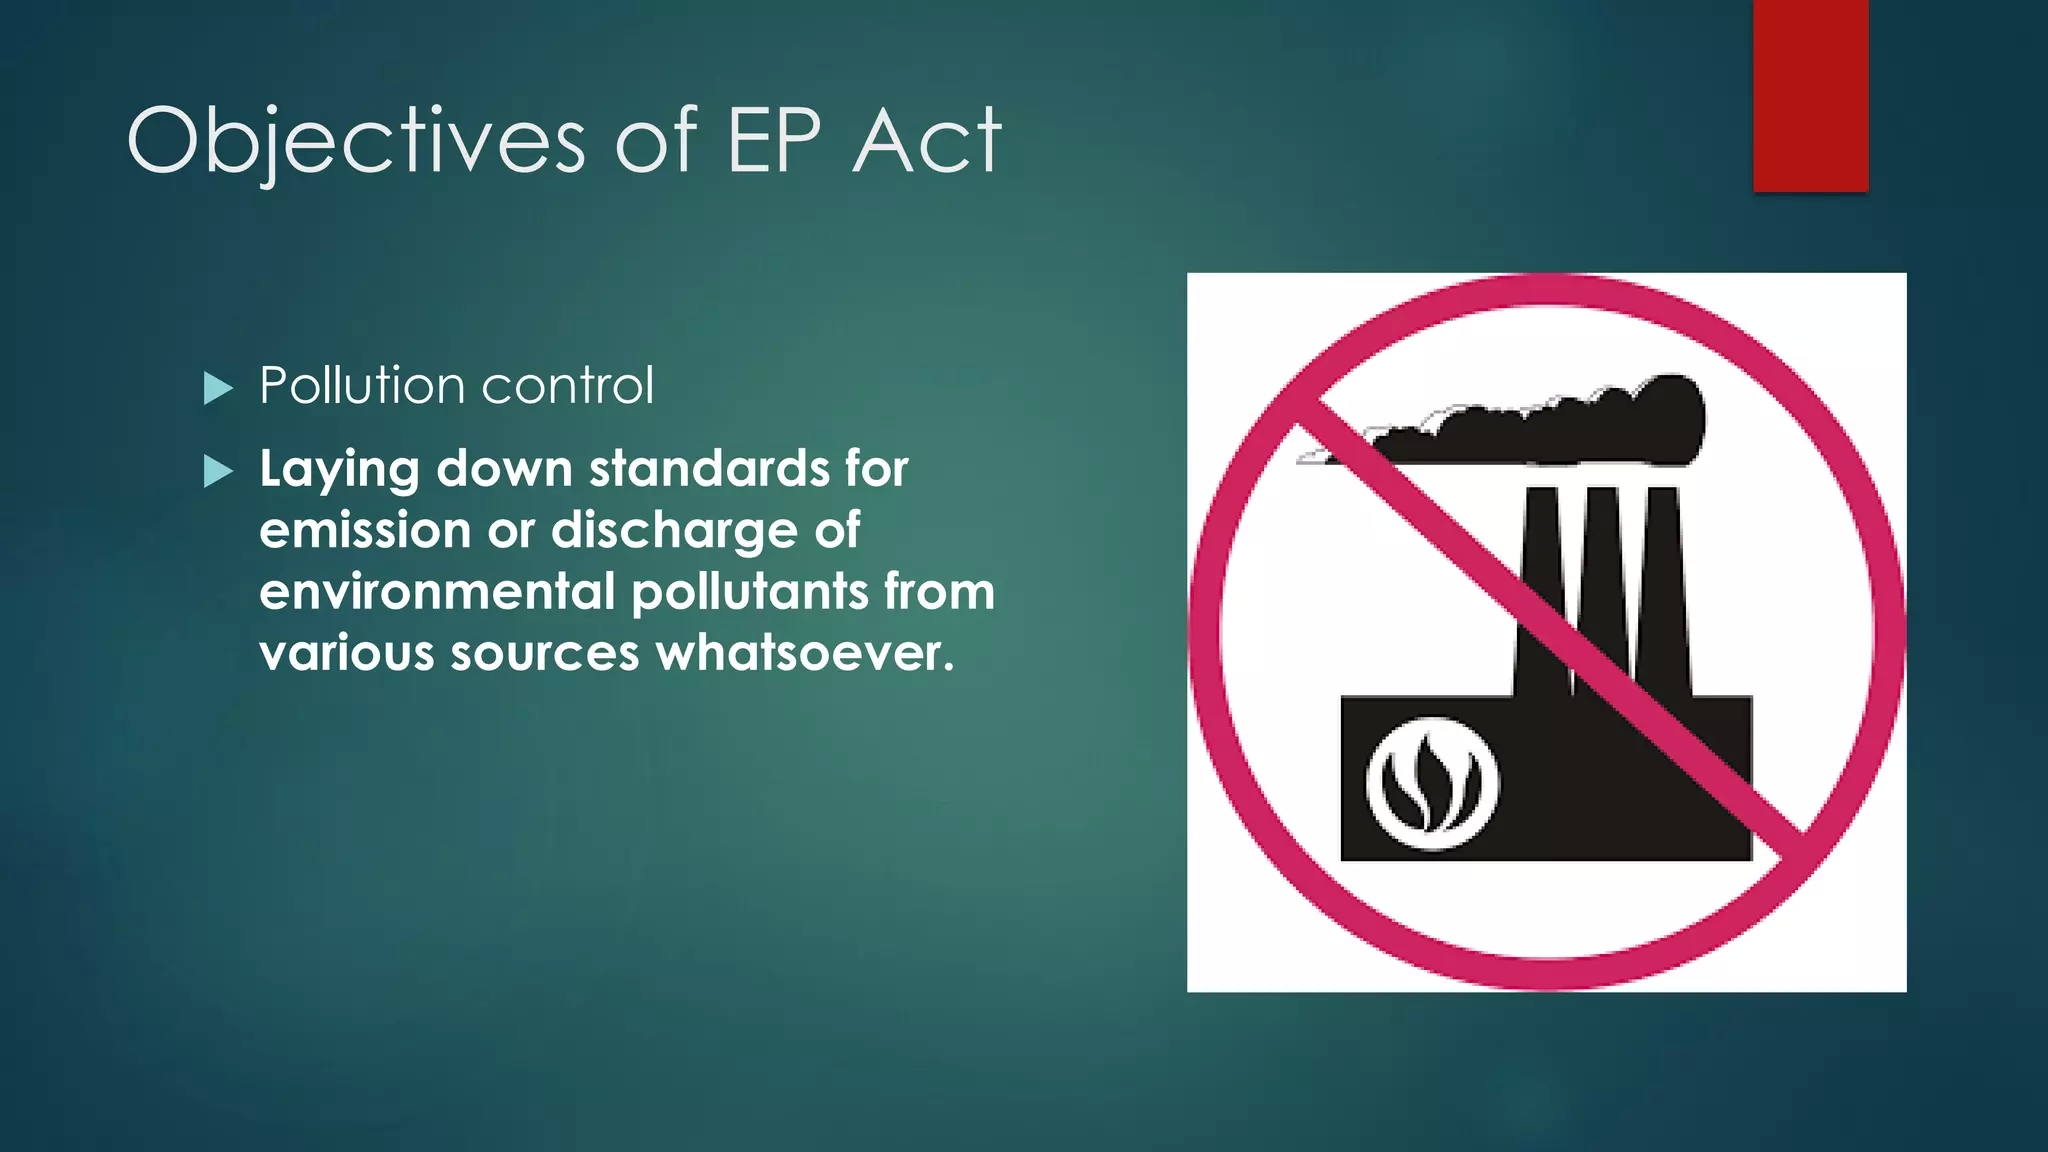 Objectives of EP Act
Pollution control
Laying down standards for
emission or discharge of
environmental pollutants from
various sources whatsoever.